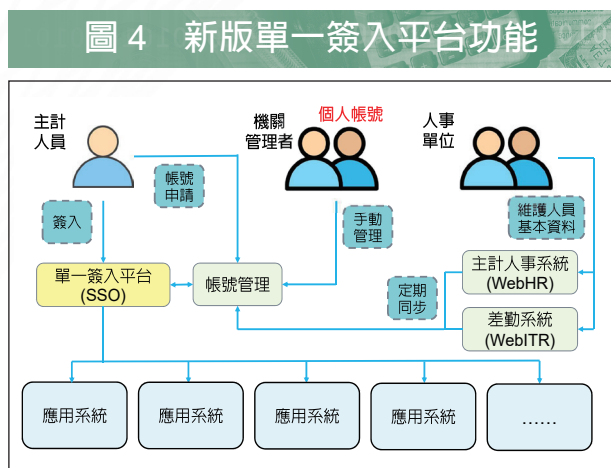 圖 4 新版單一簽入平台功能
主計
人員
機關
管理者
個人帳號
人事
單位
帳號
申請
簽入
手動
管理
維護人員
基本資料
單一簽入平台
(SSO)
帳號管理
定期
同步
主計人事系統
(WebHR)
差勤系統
(WebITR)
應用系統
應用系統
應用系統
應用系統
……